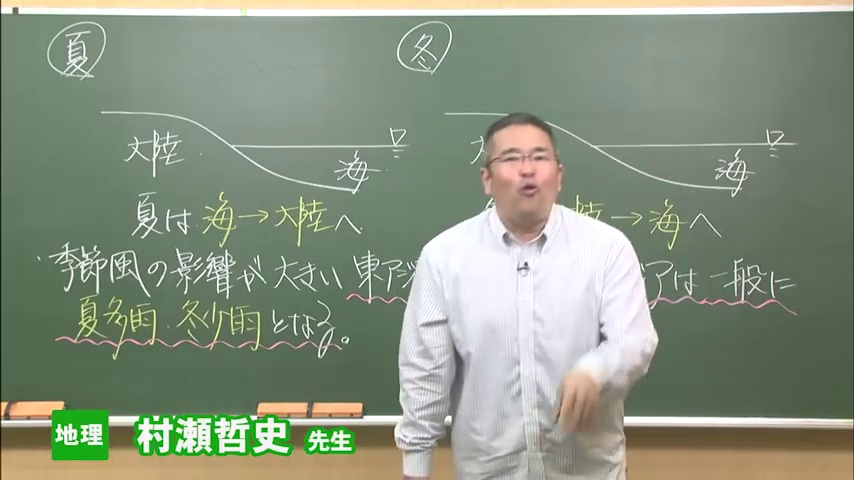 夏
冬
大陸
海
大
海
夏は 海→大陸へ
陸→海へ
季節風の影響が大きい 東アジ アは一般に
夏多雨・冬少雨となる。
地理 村瀬哲史 先生